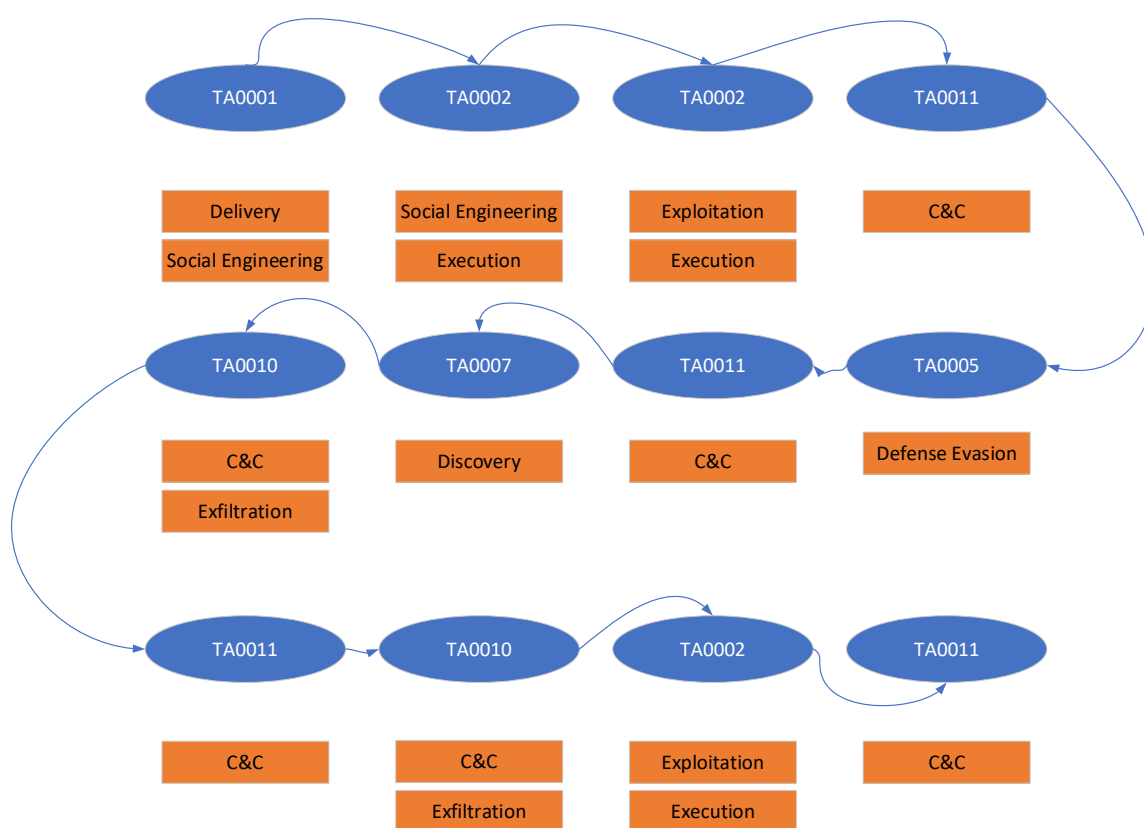 TA0001
TA0002
TA0002
TA0011
Delivery
Social Engineering
Exploitation
C&C
Social Engineering
Execution
Execution
TA0010
TA0007
TA0011
TA0005
C&C
Discovery
C&C
Defense Evasion
Exfiltration
TA0011
TA0010
TA0002
TA0011
C&C
C&C
Exploitation
C&C
Exfiltration
Execution